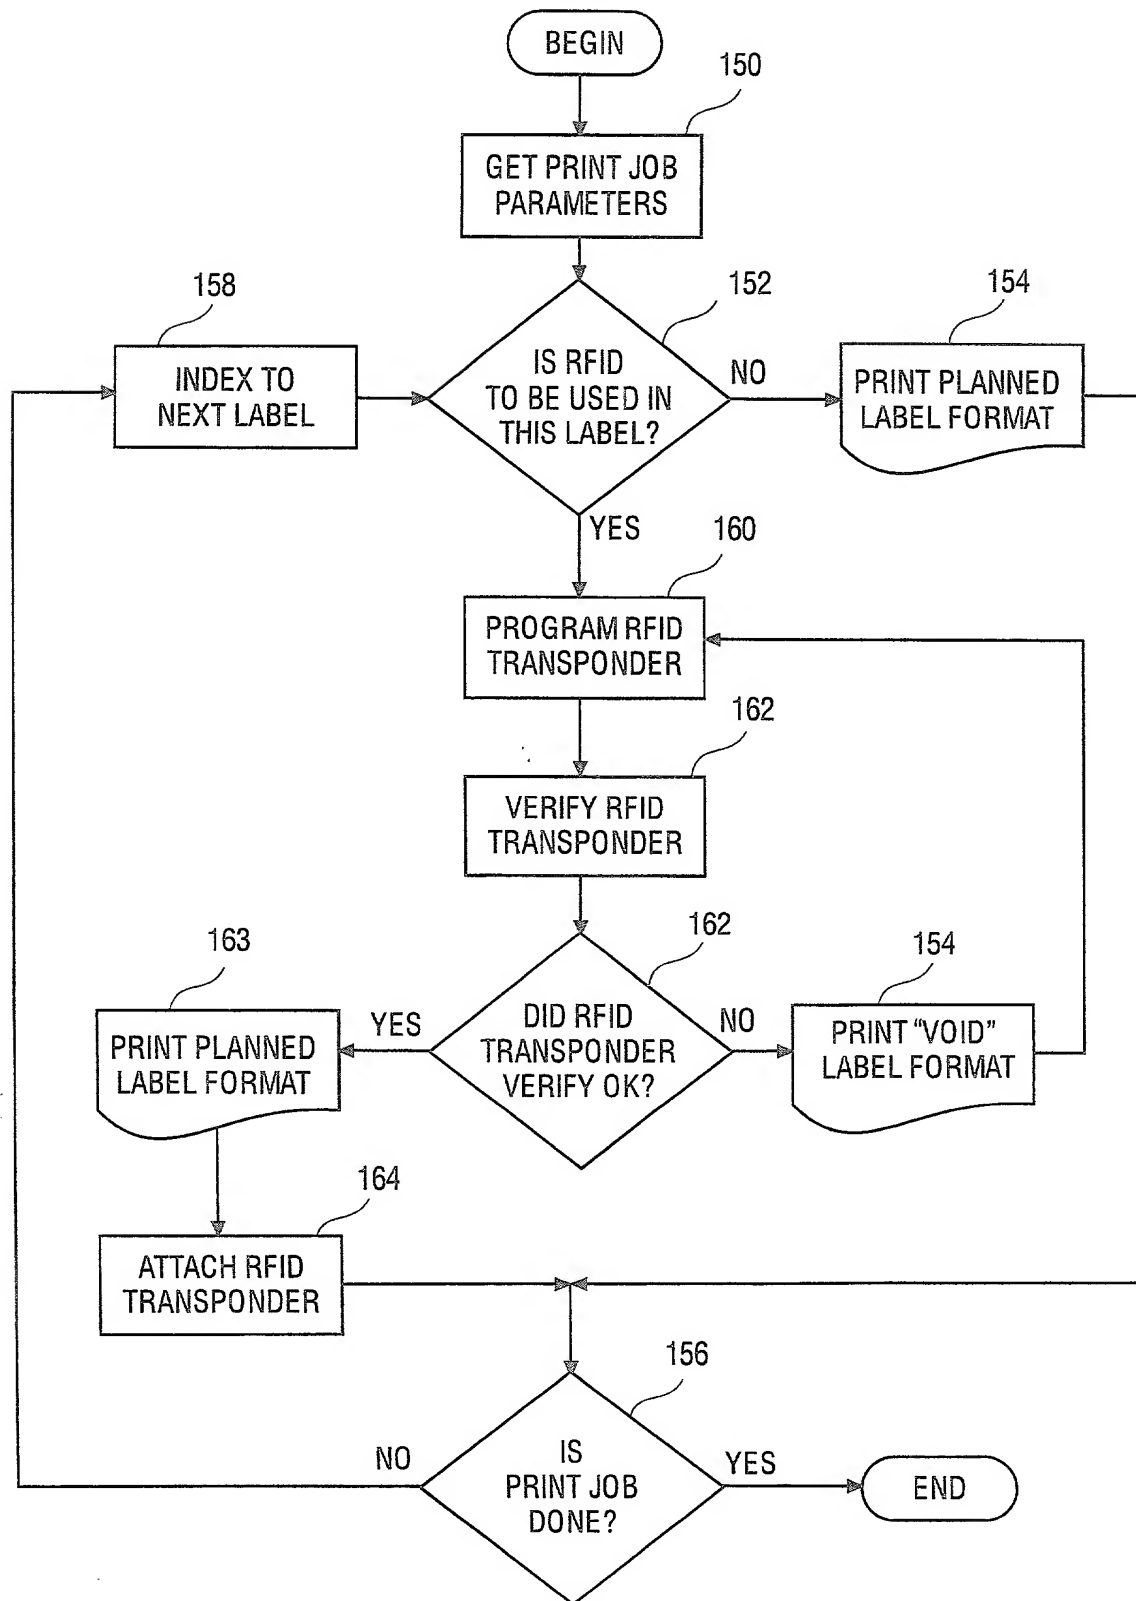 BEGIN
150
GET PRINT JOB
PARAMETERS
158
INDEX TO
NEXT LABEL
152
IS RFID
TO BE USED IN
THIS LABEL?
NO
154
PRINT PLANNED
LABEL FORMAT
YES
160
PROGRAM RFID
TRANSPONDER
162
VERIFY RFID
TRANSPONDER
163
PRINT PLANNED
LABEL FORMAT
YES
162
DID RFID
TRANSPONDER
VERIFY OK?
NO
154
PRINT “VOID”
LABEL FORMAT
164
ATTACH RFID
TRANSPONDER
156
NO
IS
PRINT JOB
DONE?
YES
END